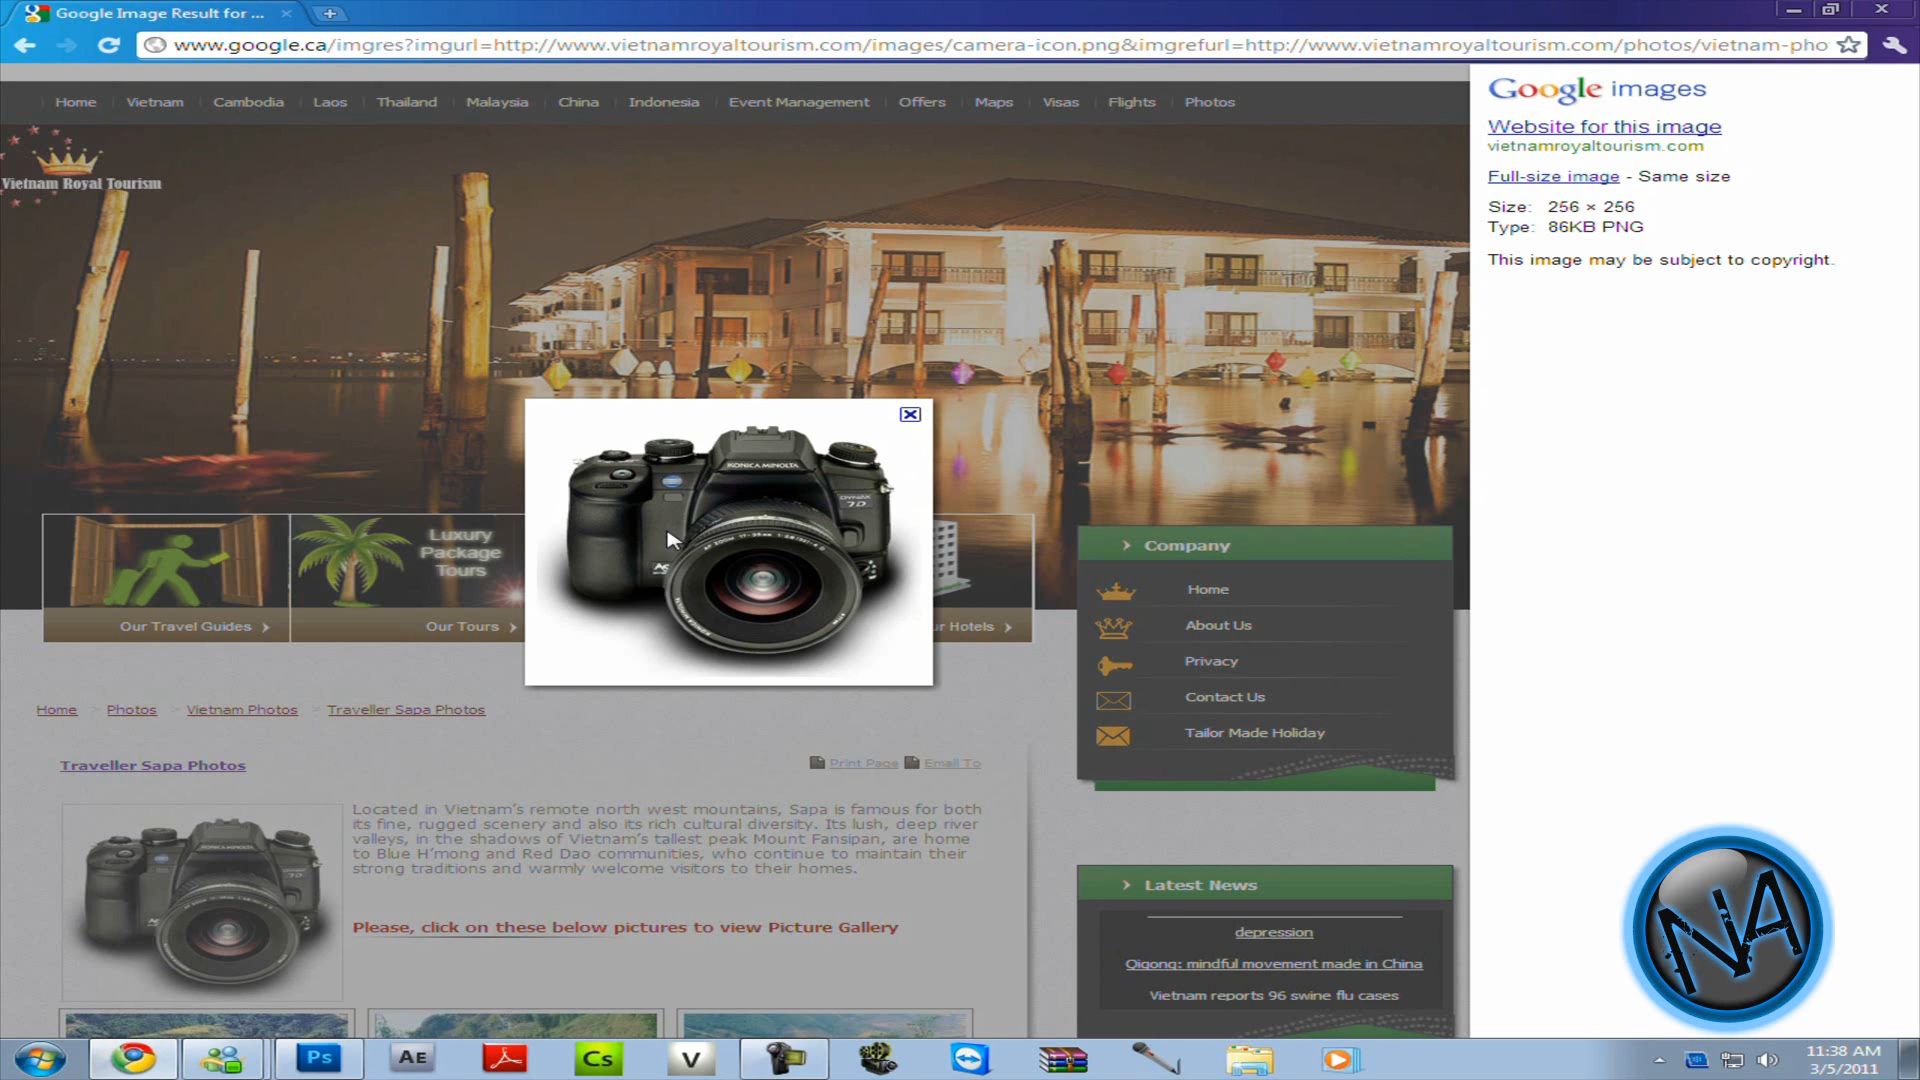 Google Image Result for ...
www.google.ca/imgres?imgurl=http://www.vietnamroyaltourism.com/images/camera-icon.png&imgrefurl=http://www.vietnamroyaltourism.com/photos/vietnam-pho
Home Vietnam Cambodia Laos Thailand Malaysia China Indonesia Event Management Offers Maps Visas Flights Photos
Vietnam Royal Tourism
Google images
Website for this image
vietnamroyaltourism.com
Full-size image - Same size
Size: 256 × 256
Type: 86KB PNG
This image may be subject to copyright.
KONICA MINOLTA
DYNAX
7D
Luxury
Package
Tours
Our Travel Guides
Our Tours
ur Hotels
Company
Home
About Us
Privacy
Contact Us
Tailor Made Holiday
Home > Photos > Vietnam Photos > Traveller Sapa Photos
Traveller Sapa Photos
Print Page Email To
Located in Vietnam's remote north west mountains, Sapa is famous for both
its fine, rugged scenery and also its rich cultural diversity. Its lush, deep river
valleys, in the shadows of Vietnam's tallest peak Mount Fansipan, are home
to Blue H'mong and Red Dao communities, who continue to maintain their
strong traditions and warmly welcome visitors to their homes.
Please, click on these below pictures to view Picture Gallery
Latest News
depression
Qigong: mindful movement made in China
Vietnam reports 96 swine flu cases
NA
Ps
AE
Cs
V
11:38 AM
3/5/2011